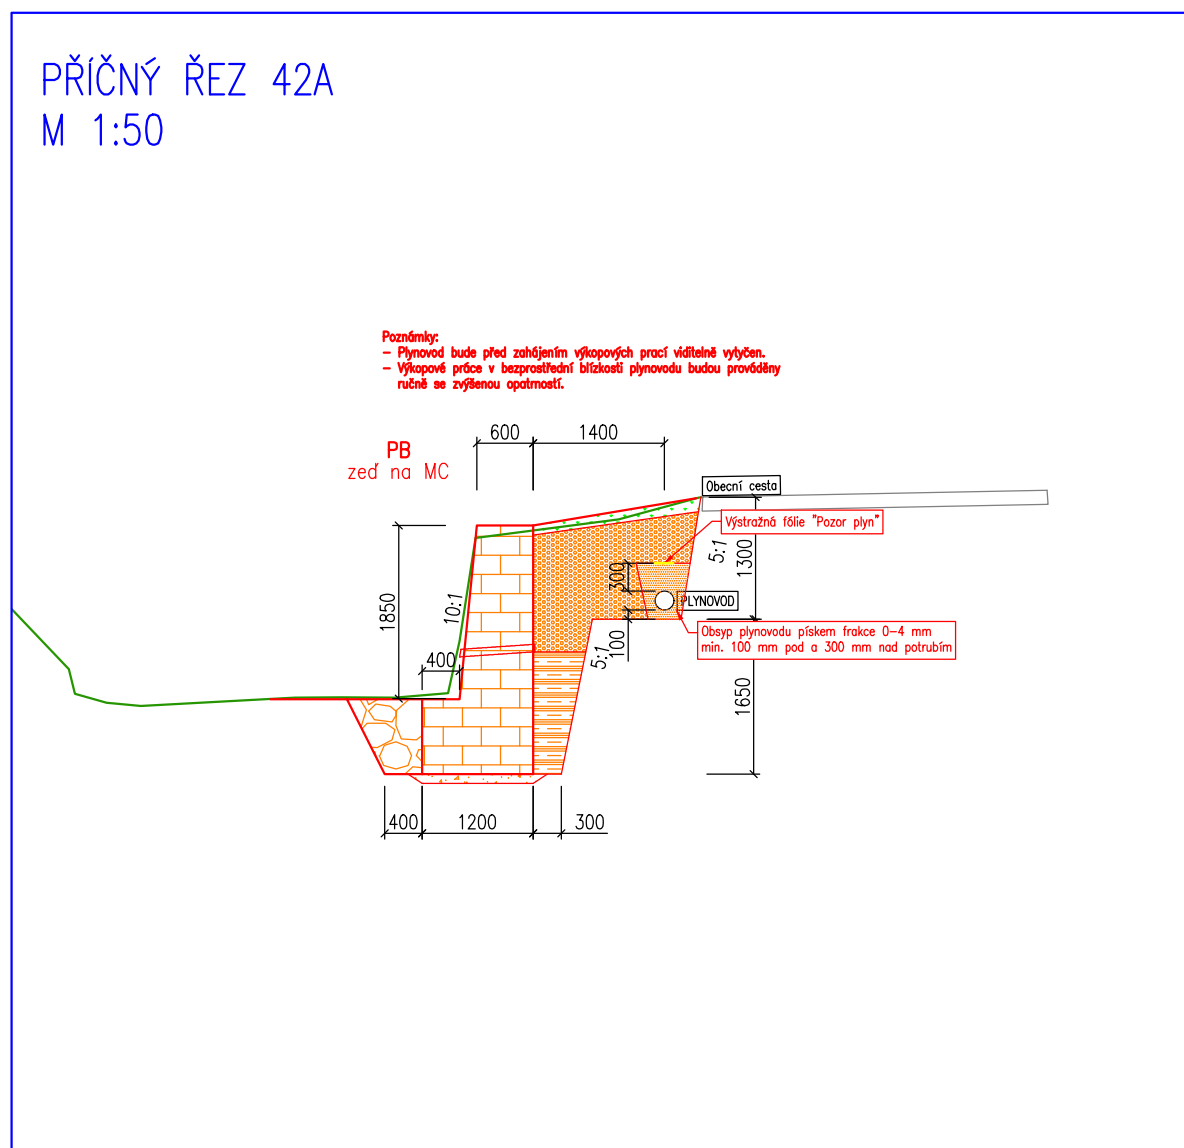 PŘÍČNÝ ŘEZ 42A
M 1:50
Poznámky:
– Plynovod bude před zahájením výkopových prací viditelně vytyčen.
– Výkopové práce v bezprostřední blízkosti plynovodu budou prováděny
ručně se zvýšenou opatrností.
600
1400
PB
zeď na MC
Obecní cesta
Výstražná fólie "Pozor plyn"
5:1
1300
300
1850
10:1
PLYNOVOD
100
5:1
Obsyp plynovodu pískem frakce 0–4 mm
min. 100 mm pod a 300 mm nad potrubím
400
1650
400
1200
300